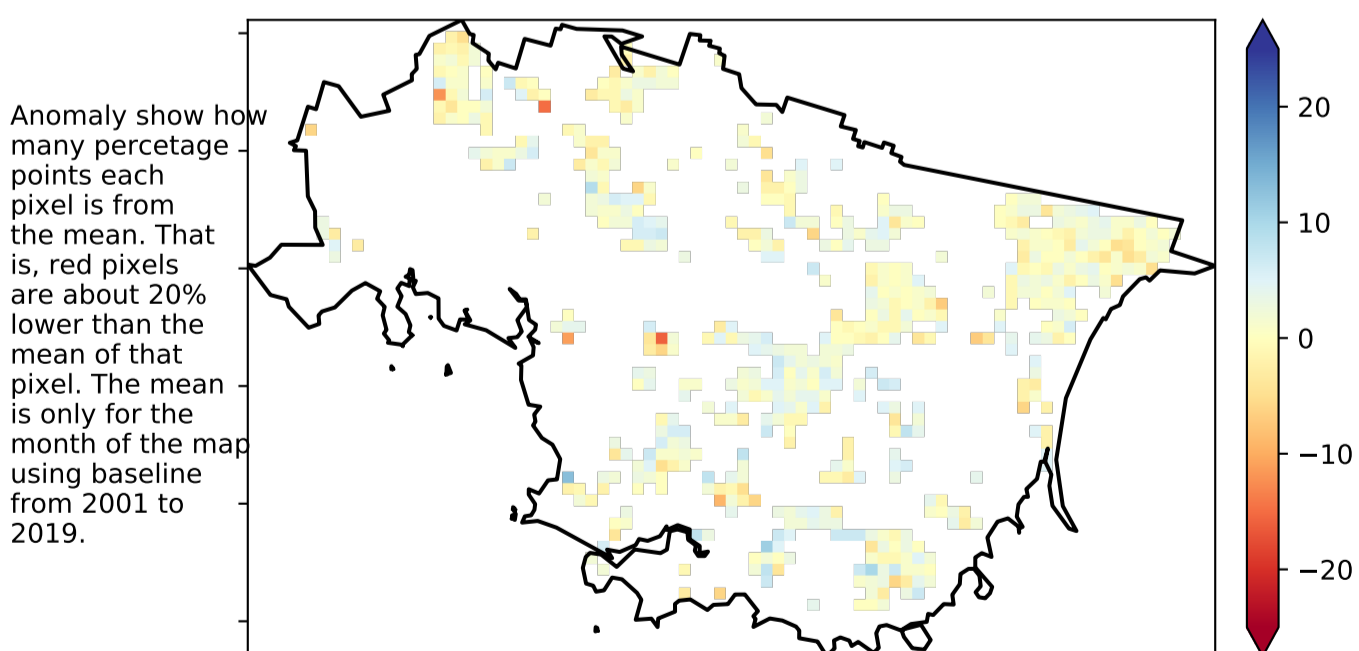 Anomaly show how
many percetage
points each
pixel is from
the mean. That
is, red pixels
are about 20%
lower than the
mean of that
pixel. The mean
is only for the
month of the map
using baseline
from 2001 to
2019.
20
10
0
−10
−20